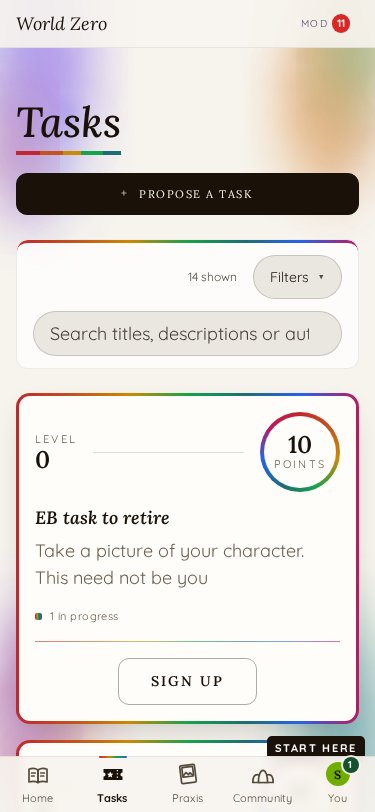 World Zero
MOD 11
Tasks
+ PROPOSE A TASK
14 shown
Filters ▾
Search titles, descriptions or aut
LEVEL
0
10
POINTS
EB task to retire
Take a picture of your character.
This need not be you
1 in progress
SIGN UP
START HERE
S 1
Home
Tasks
Praxis
Community
You